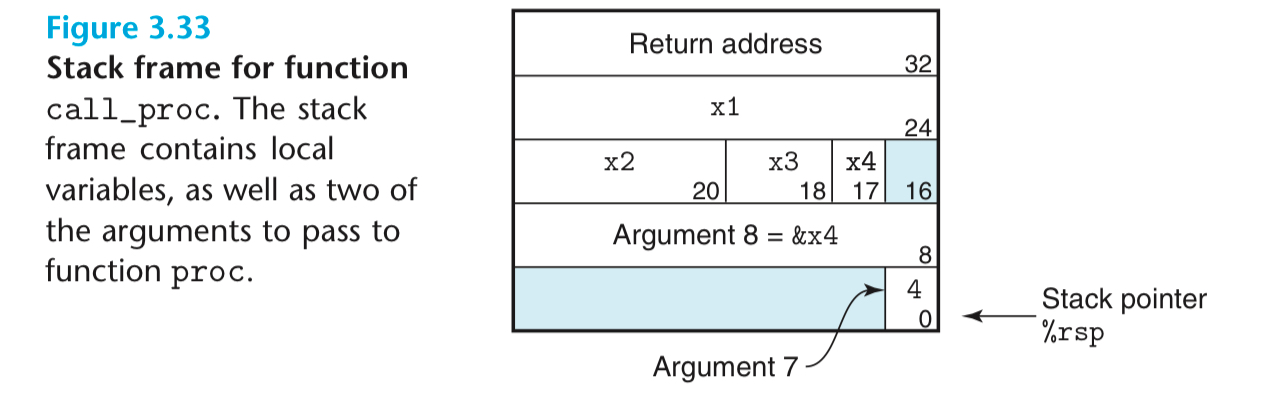 Figure 3.33
Stack frame for function
call_proc. The stack
frame contains local
variables, as well as two of
the arguments to pass to
function proc.
Return address
32
x1
24
x2
x3
x4
20
18
17
16
Argument 8 = &x4
8
4
0
Argument 7
Stack pointer
%rsp